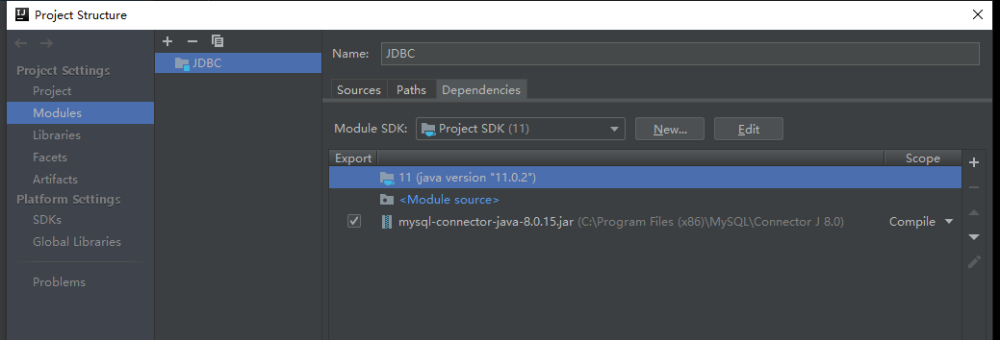 Project Structure
Project Settings
Project
Modules
Libraries
Facets
Artifacts
Platform Settings
SDKs
Global Libraries
Problems
JDBC
Name: JDBC
Sources Paths Dependencies
Module SDK: Project SDK (11) New... Edit
Export Scope
11 (java version "11.0.2")
<Module source>
mysql-connector-java-8.0.15.jar (C:\Program Files (x86)\MySQL\Connector J 8.0) Compile